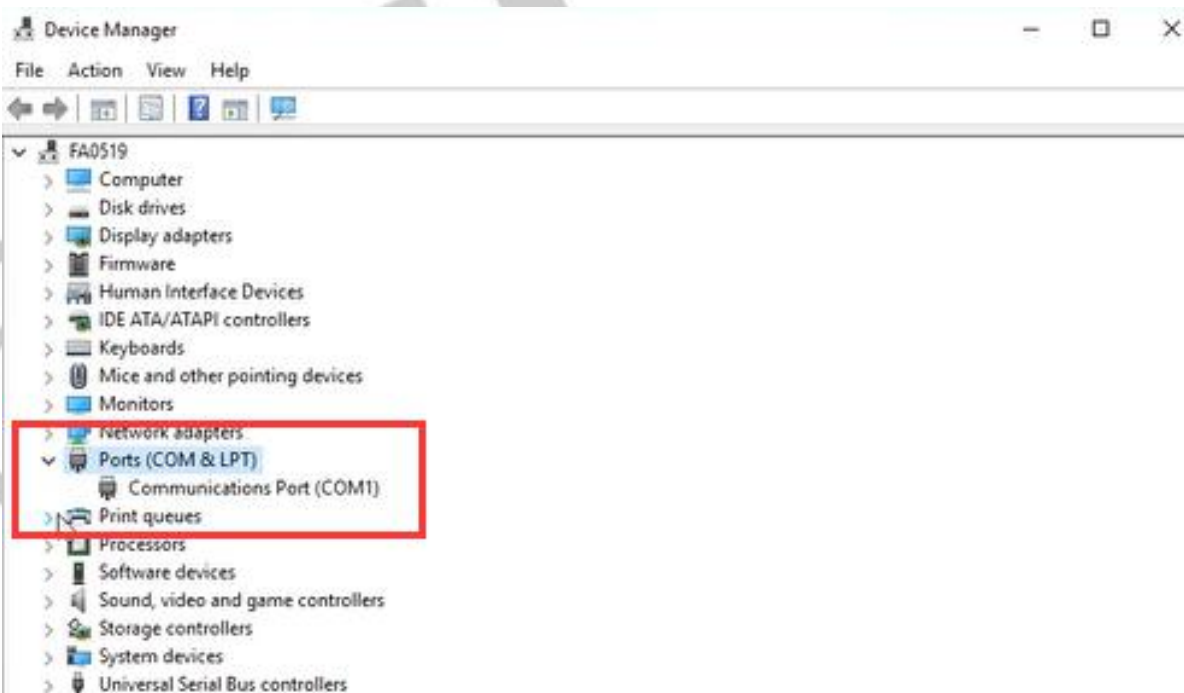 Device Manager
File Action View Help
FA0519
Computer
Disk drives
Display adapters
Firmware
Human Interface Devices
IDE ATA/ATAPI controllers
Keyboards
Mice and other pointing devices
Monitors
Network adapters
Ports (COM & LPT)
Communications Port (COM1)
Print queues
Processors
Software devices
Sound, video and game controllers
Storage controllers
System devices
Universal Serial Bus controllers